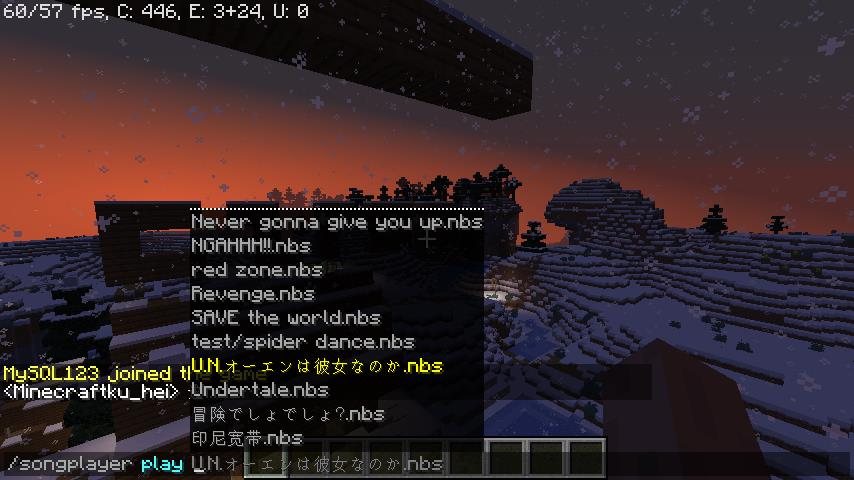 60/57 fps, C: 446, E: 3+24, U: 0
Never gonna give you up.nbs
NGAHHH!!.nbs
red zone.nbs
Revenge.nbs
SAVE the world.nbs
test/spider dance.nbs
U.N.オーエンは彼女なのか.nbs
MySQL123 joined the game
Undertale.nbs
<Minecraftku_hei>
冒険でしょでしょ?.nbs
印尼宽带.nbs
/songplayer play U.N.オーエンは彼女なのか.nbs